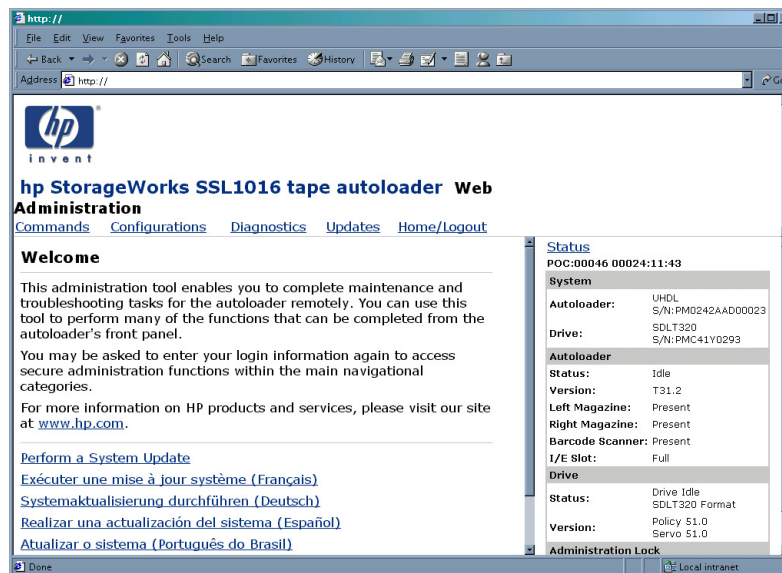 http://
File Edit View Favorites Tools Help
Back Search Favorites History
Address http://
hp
invent
hp StorageWorks SSL1016 tape autoloader Web
Administration
Commands Configurations Diagnostics Updates Home/Logout
Welcome
This administration tool enables you to complete maintenance and
troubleshooting tasks for the autoloader remotely. You can use this
tool to perform many of the functions that can be completed from the
autoloader's front panel.
You may be asked to enter your login information again to access
secure administration functions within the main navigational
categories.
For more information on HP products and services, please visit our site
at www.hp.com.
Perform a System Update
Exécuter une mise à jour système (Français)
Systemaktualisierung durchführen (Deutsch)
Realizar una actualización del sistema (Español)
Atualizar o sistema (Português do Brasil)
Status
POC:00046 00024:11:43
System
Autoloader: UHDL
S/N:PM0242AAD00023
Drive: SDLT320
S/N:PMC41Y0293
Autoloader
Status: Idle
Version: T31.2
Left Magazine: Present
Right Magazine: Present
Barcode Scanner: Present
I/E Slot: Full
Drive
Status: Drive Idle
SDLT320 Format
Version: Policy 51.0
Servo 51.0
Administration Lock
Done
Local intranet